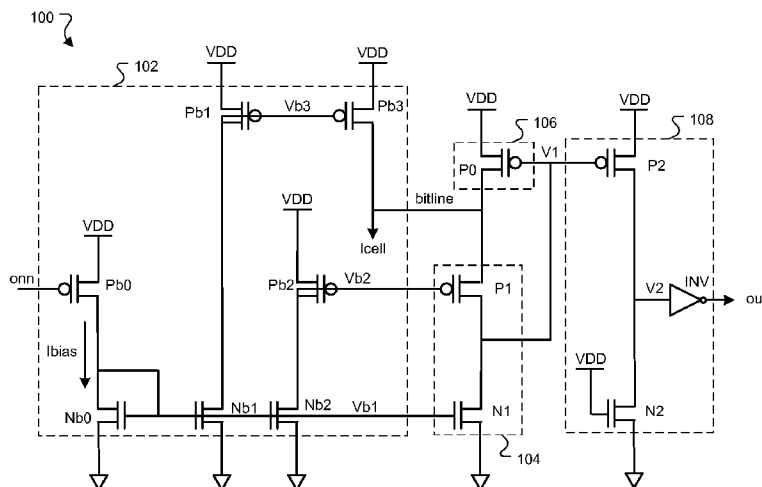 100
102
VDD
VDD
Pb1
Vb3
Pb3
VDD
106
VDD
108
P0
V1
P2
bitline
VDD
VDD
Icell
onn
Pb0
Pb2
Vb2
P1
V2
INV
ou
Ibias
VDD
Nb0
Nb1
Nb2
Vb1
N1
N2
104